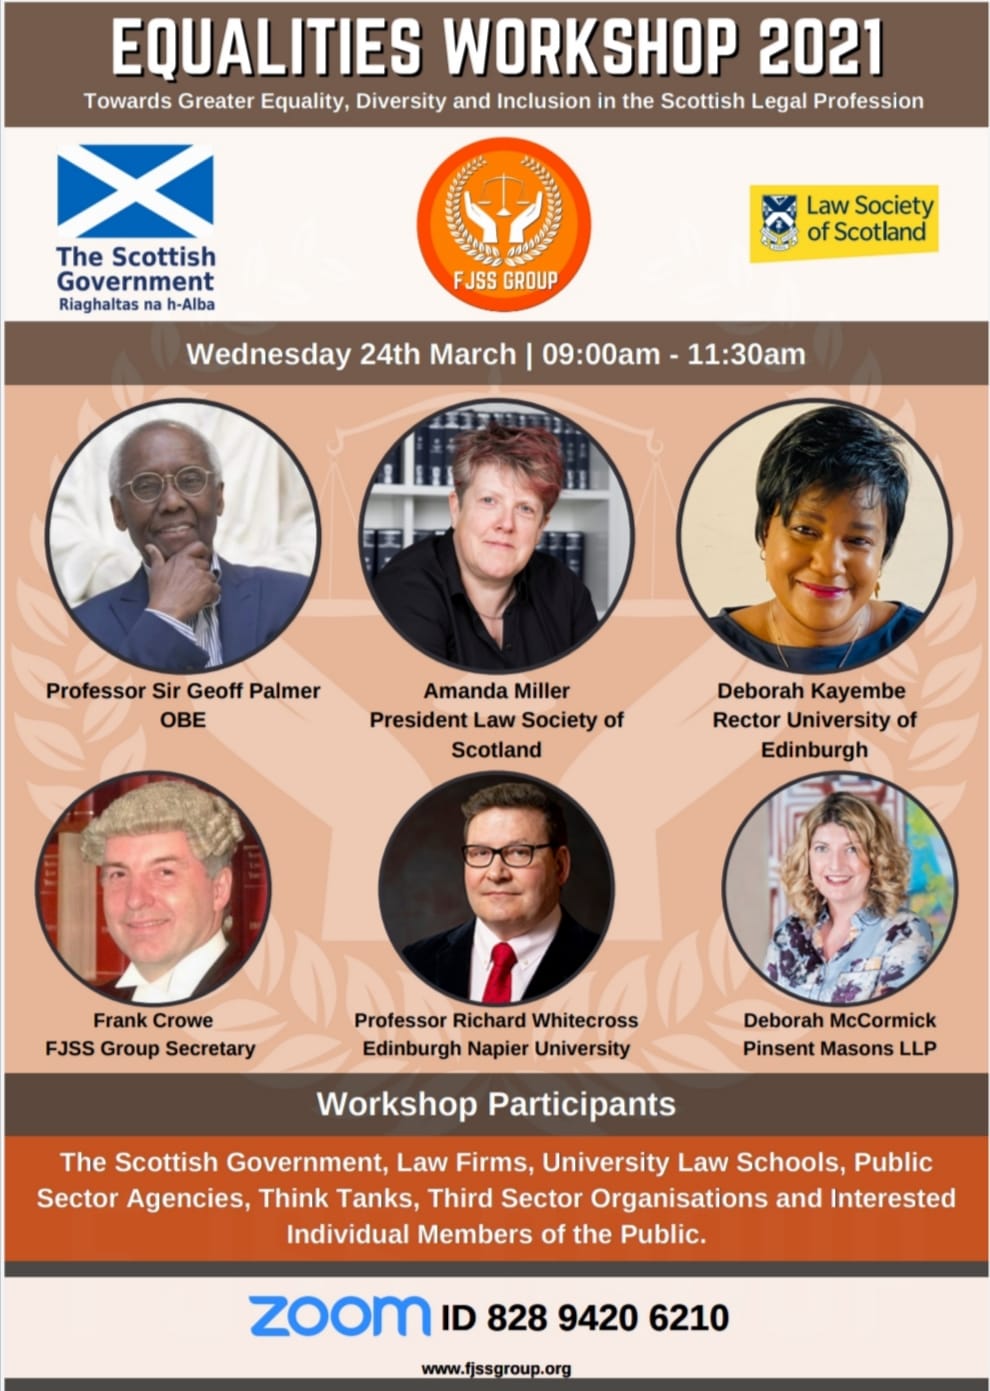 EQUALITIES WORKSHOP 2021
Towards Greater Equality, Diversity and Inclusion in the Scottish Legal Profession
The Scottish
Government
Riaghaltas na h-Alba
FJSS GROUP
Law Society
of Scotland
Wednesday 24th March | 09:00am - 11:30am
Professor Sir Geoff Palmer
OBE
Amanda Miller
President Law Society of
Scotland
Deborah Kayembe
Rector University of
Edinburgh
Frank Crowe
FJSS Group Secretary
Professor Richard Whitecross
Edinburgh Napier University
Deborah McCormick
Pinsent Masons LLP
Workshop Participants
The Scottish Government, Law Firms, University Law Schools, Public
Sector Agencies, Think Tanks, Third Sector Organisations and Interested
Individual Members of the Public.
zoom ID 828 9420 6210
www.fjssgroup.org